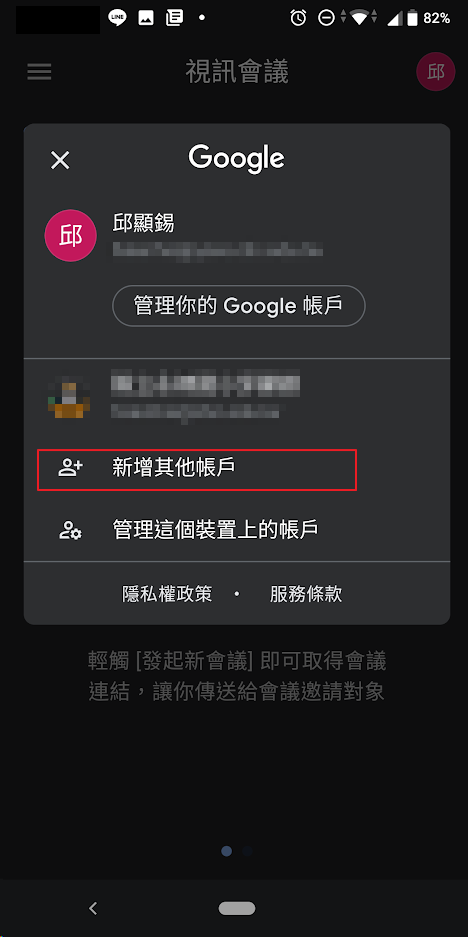 LINE
82%
視訊會議
邱
Google
邱
邱顯錫
管理你的 Google 帳戶
新增其他帳戶
管理這個裝置上的帳戶
隱私權政策 • 服務條款
輕觸 [發起新會議] 即可取得會議
連結，讓你傳送給會議邀請對象